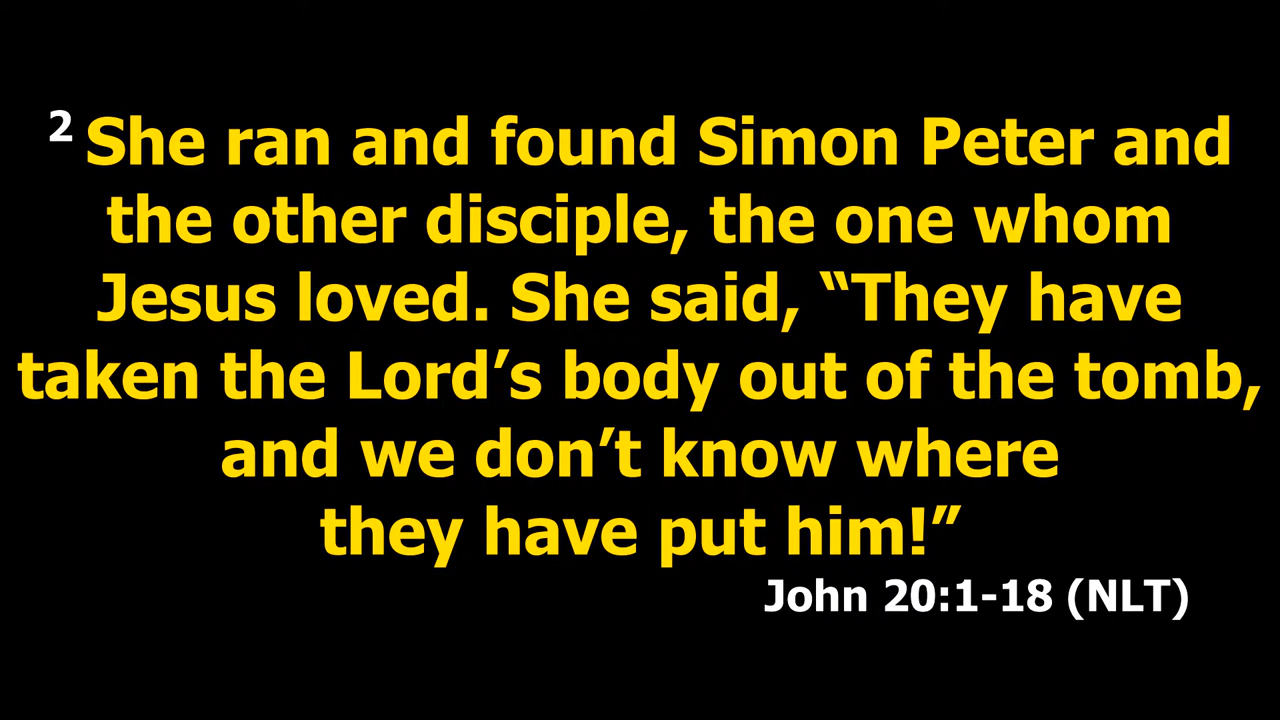 2 She ran and found Simon Peter and
the other disciple, the one whom
Jesus loved. She said, “They have
taken the Lord’s body out of the tomb,
and we don’t know where
they have put him!”
John 20:1-18 (NLT)